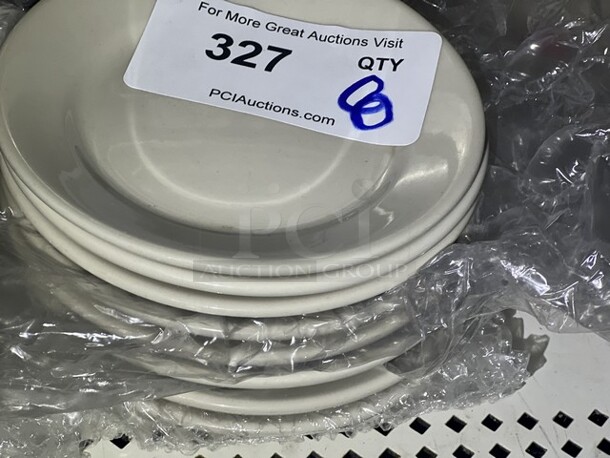 For More Great Auctions Visit
327 QTY
8
PCIAuctions.com
PCI
AUCTION GROUP